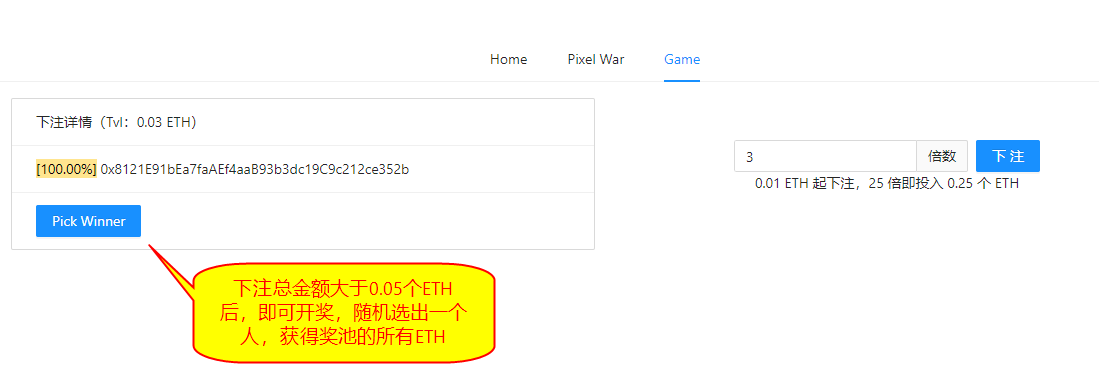 Home Pixel War Game
下注详情（Tvl：0.03 ETH）
[100.00%] 0x8121E91bEa7faAEf4aaB93b3dc19C9c212ce352b
Pick Winner
3 倍数 下 注
0.01 ETH 起下注，25 倍即投入 0.25 个 ETH
下注总金额大于0.05个ETH
后，即可开奖，随机选出一个
人，获得奖池的所有ETH